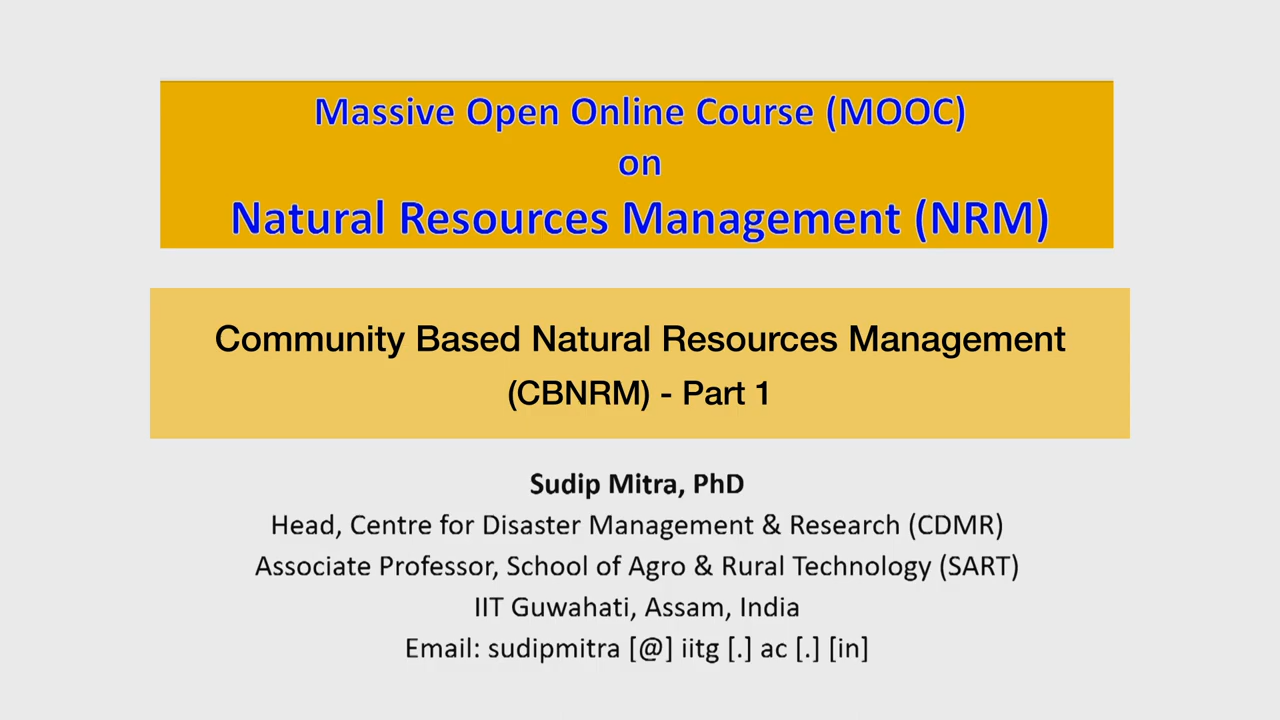 Massive Open Online Course (MOOC)
on
Natural Resources Management (NRM)
Community Based Natural Resources Management
(CBNRM) - Part 1
Sudip Mitra, PhD
Head, Centre for Disaster Management & Research (CDMR)
Associate Professor, School of Agro & Rural Technology (SART)
IIT Guwahati, Assam, India
Email: sudipmitra [@] iitg [.] ac [.] [in]